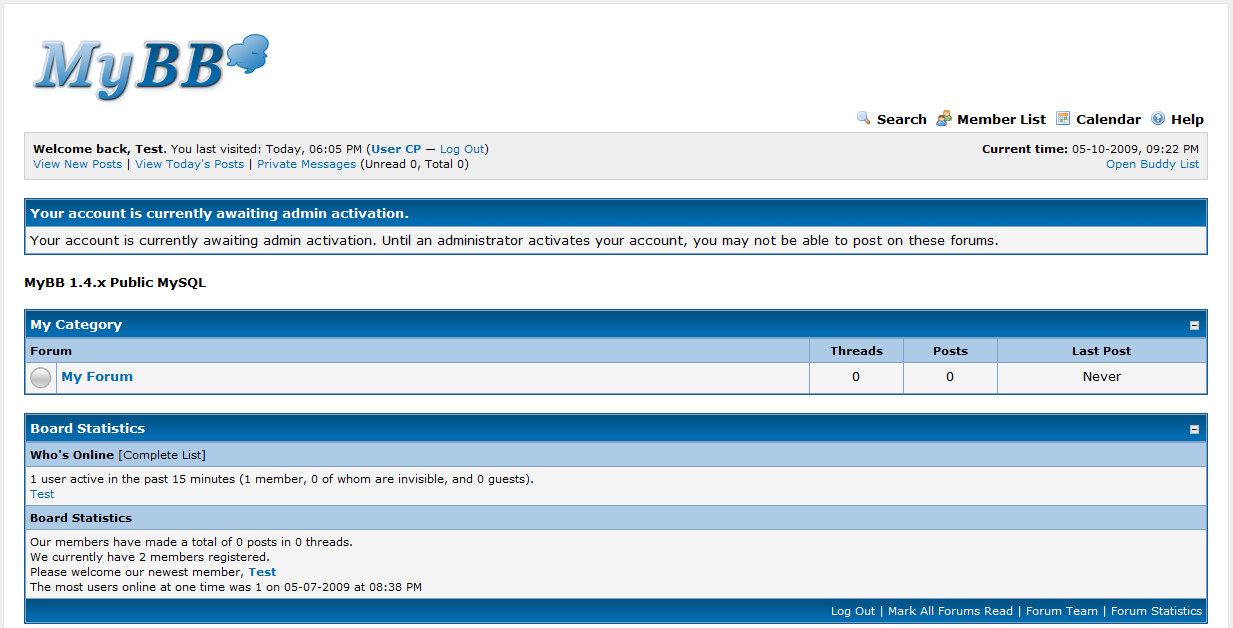 MyBB
Search Member List Calendar Help
Welcome back, Test. You last visited: Today, 06:05 PM (User CP — Log Out)
Current time: 05-10-2009, 09:22 PM
View New Posts | View Today's Posts | Private Messages (Unread 0, Total 0)
Open Buddy List
Your account is currently awaiting admin activation.
Your account is currently awaiting admin activation. Until an administrator activates your account, you may not be able to post on these forums.
MyBB 1.4.x Public MySQL
My Category
Forum Threads Posts Last Post
My Forum 0 0 Never
Board Statistics
Who's Online [Complete List]
1 user active in the past 15 minutes (1 member, 0 of whom are invisible, and 0 guests).
Test
Board Statistics
Our members have made a total of 0 posts in 0 threads.
We currently have 2 members registered.
Please welcome our newest member, Test
The most users online at one time was 1 on 05-07-2009 at 08:38 PM
Log Out | Mark All Forums Read | Forum Team | Forum Statistics